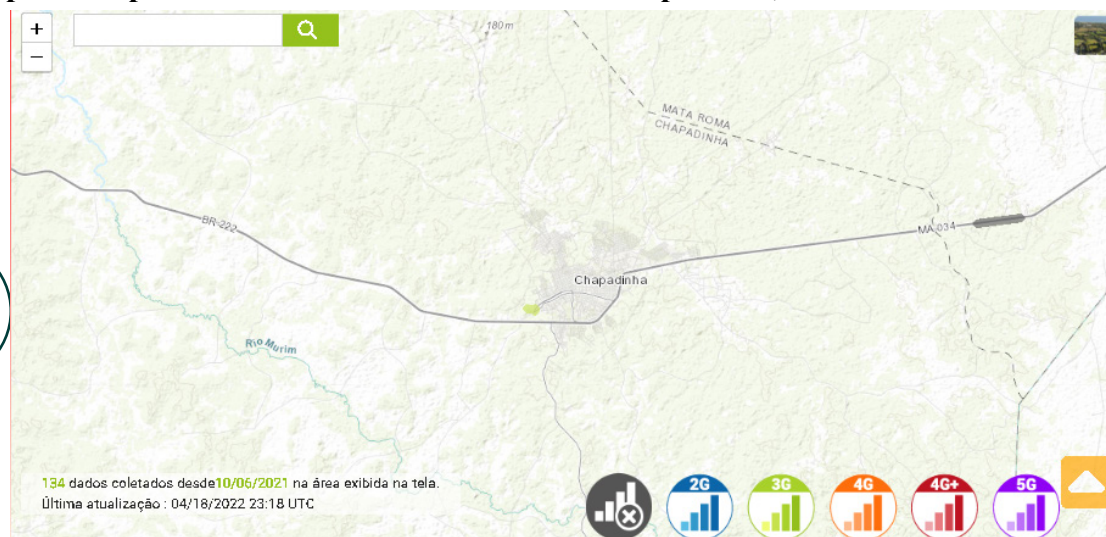 +
−
180m
MATA ROMA
CHAPADINHA
BR-222
MA-034
Chapadinha
Rio Murim
134 dados coletados desde10/06/2021 na área exibida na tela.
Última atualização : 04/18/2022 23:18 UTC
2G
3G
4G
4G+
5G